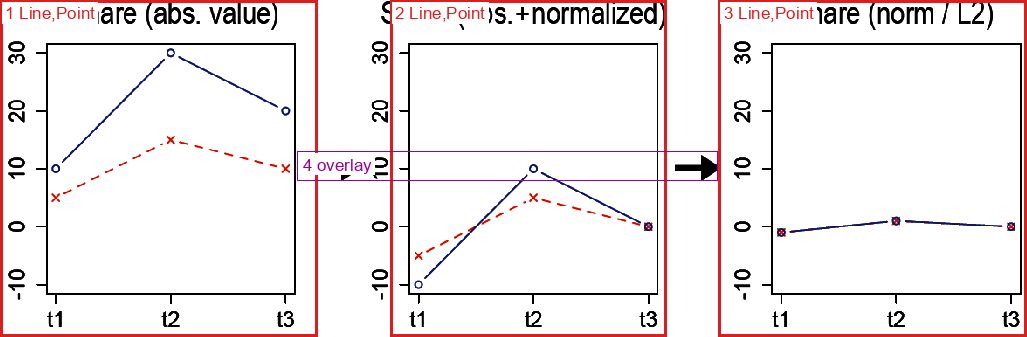 1 Line,Point are (abs. value)
2 Line,Point s.+normalized)
3 Line,Point are (norm / L2)
30
20
10
0
-10
t1 t2 t3
4 overlay
30
20
10
0
-10
t1 t2 t3
30
20
10
0
-10
t1 t2 t3